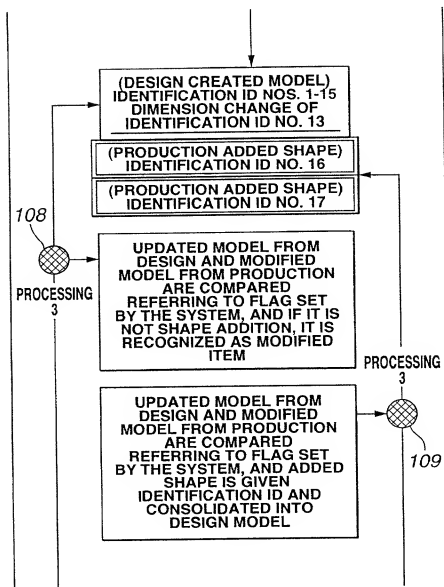 (DESIGN CREATED MODEL)
IDENTIFICATION ID NOS. 1-15
DIMENSION CHANGE OF
IDENTIFICATION ID NO. 13
(PRODUCTION ADDED SHAPE)
IDENTIFICATION ID NO. 16
(PRODUCTION ADDED SHAPE)
IDENTIFICATION ID NO. 17
108
PROCESSING
3
UPDATED MODEL FROM
DESIGN AND MODIFIED
MODEL FROM PRODUCTION
ARE COMPARED
REFERRING TO FLAG SET
BY THE SYSTEM, AND IF IT IS
NOT SHAPE ADDITION, IT IS
RECOGNIZED AS MODIFIED
ITEM
PROCESSING
3
109
UPDATED MODEL FROM
DESIGN AND MODIFIED
MODEL FROM PRODUCTION
ARE COMPARED
REFERRING TO FLAG SET
BY THE SYSTEM, AND ADDED
SHAPE IS GIVEN
IDENTIFICATION ID AND
CONSOLIDATED INTO
DESIGN MODEL